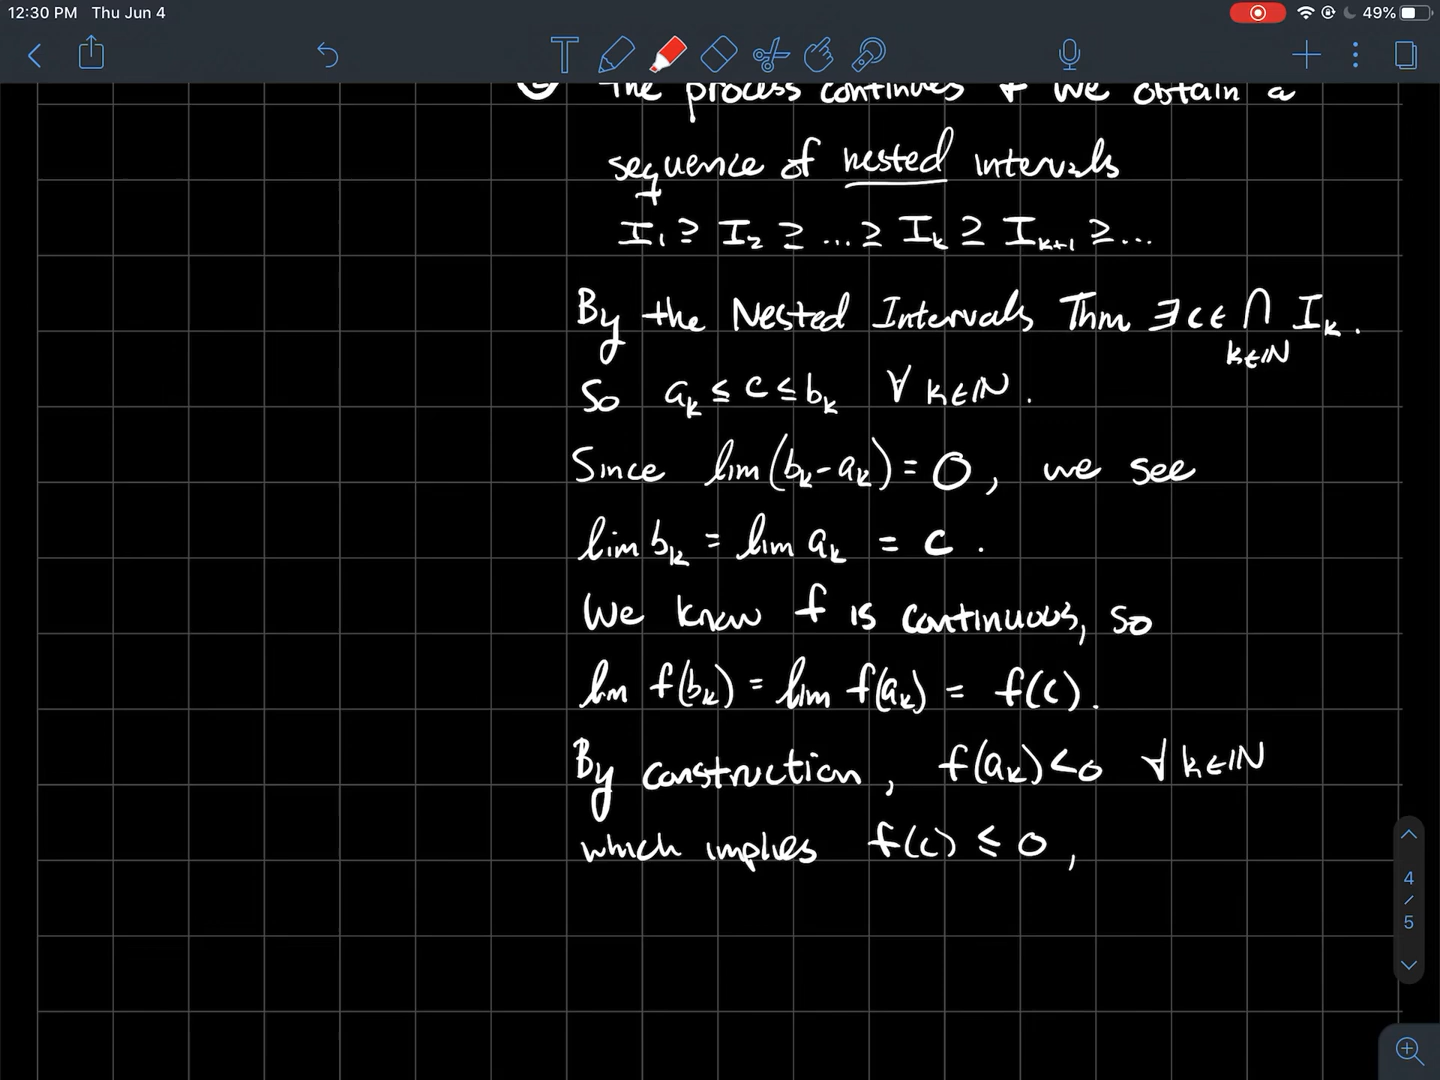 12:30 PM Thu Jun 4
49%
the process continues + we obtain a
sequence of nested intervals
I₁ ⊇ I₂ ⊇ ... ⊇ Iₖ ⊇ Iₖ₊₁ ⊇ ...
By the Nested Intervals Thm ∃ c ∈ ∩ Iₖ .
k∈ℕ
So aₖ ≤ c ≤ bₖ ∀ k∈ℕ .
Since lim(bₖ - aₖ) = 0 , we see
lim bₖ = lim aₖ = c .
We know f is continuous, so
lim f(bₖ) = lim f(aₖ) = f(c) .
By construction , f(aₖ) < 0 ∀ k∈ℕ
which implies f(c) ≤ 0 ,
4
/
5